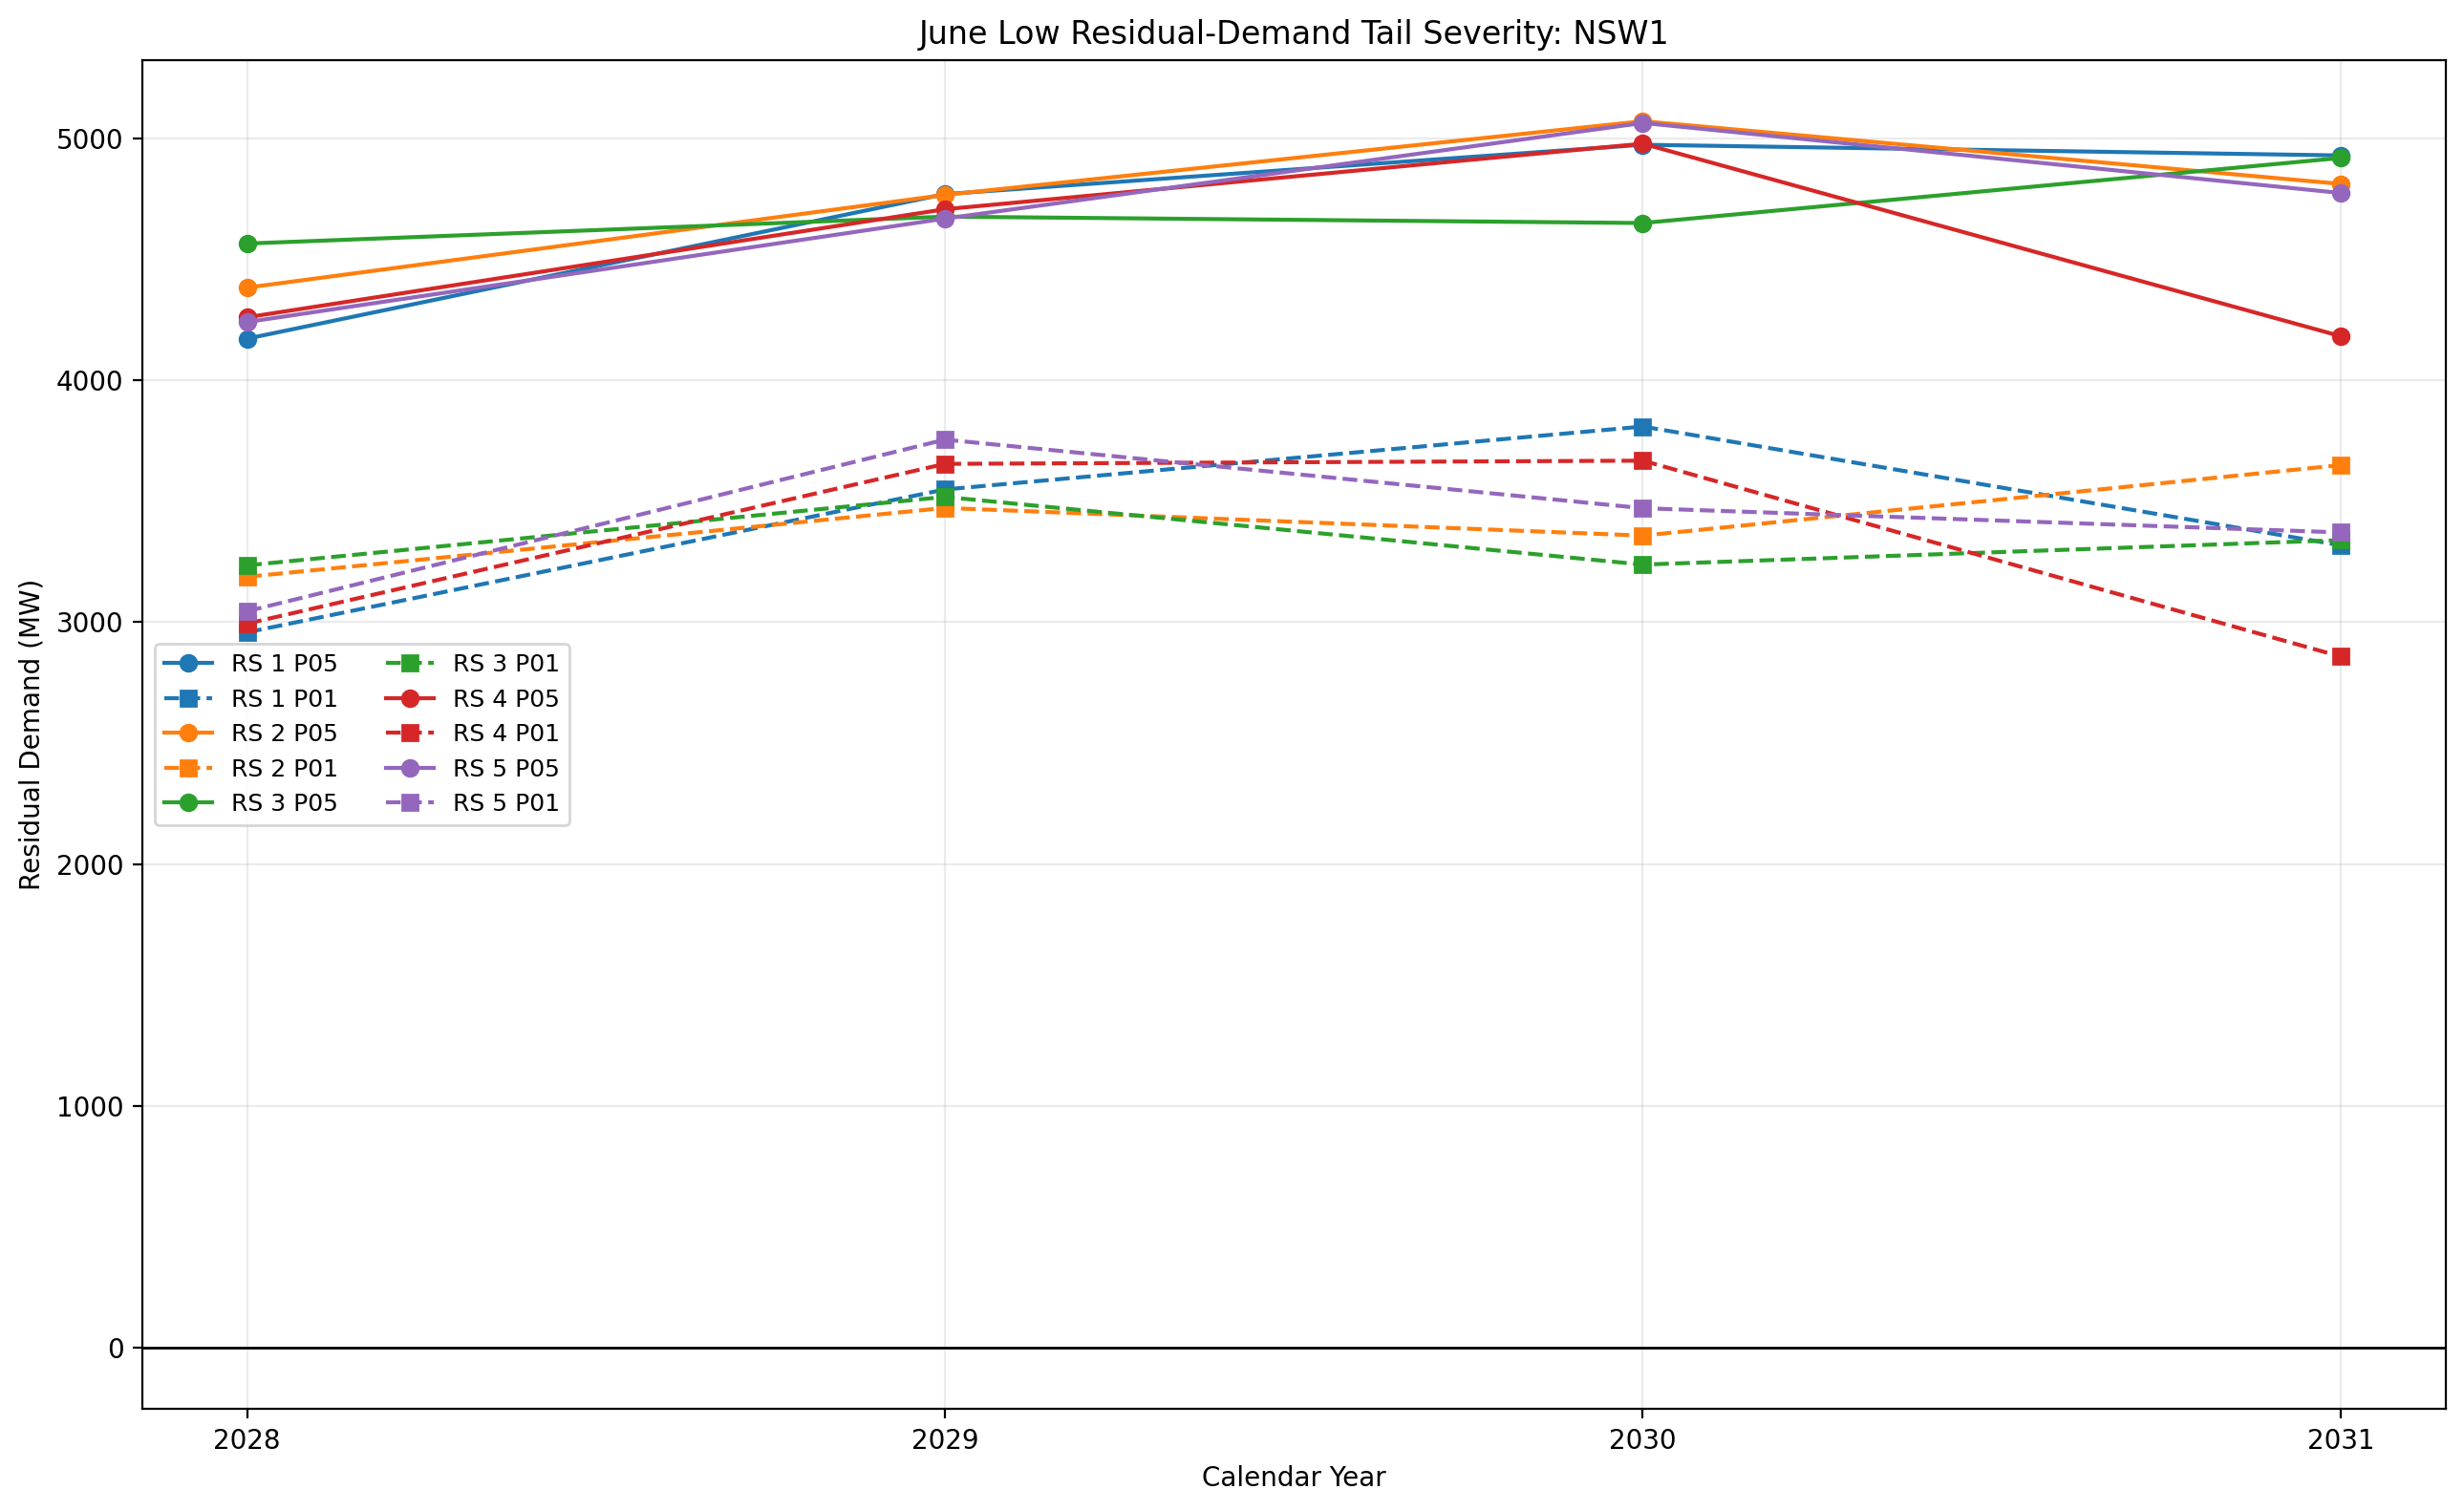 June Low Residual-Demand Tail Severity: NSW1
Residual Demand (MW)
5000
4000
3000
2000
1000
0
RS 1 P05
RS 1 P01
RS 2 P05
RS 2 P01
RS 3 P05
RS 3 P01
RS 4 P05
RS 4 P01
RS 5 P05
RS 5 P01
2028
2029
2030
2031
Calendar Year